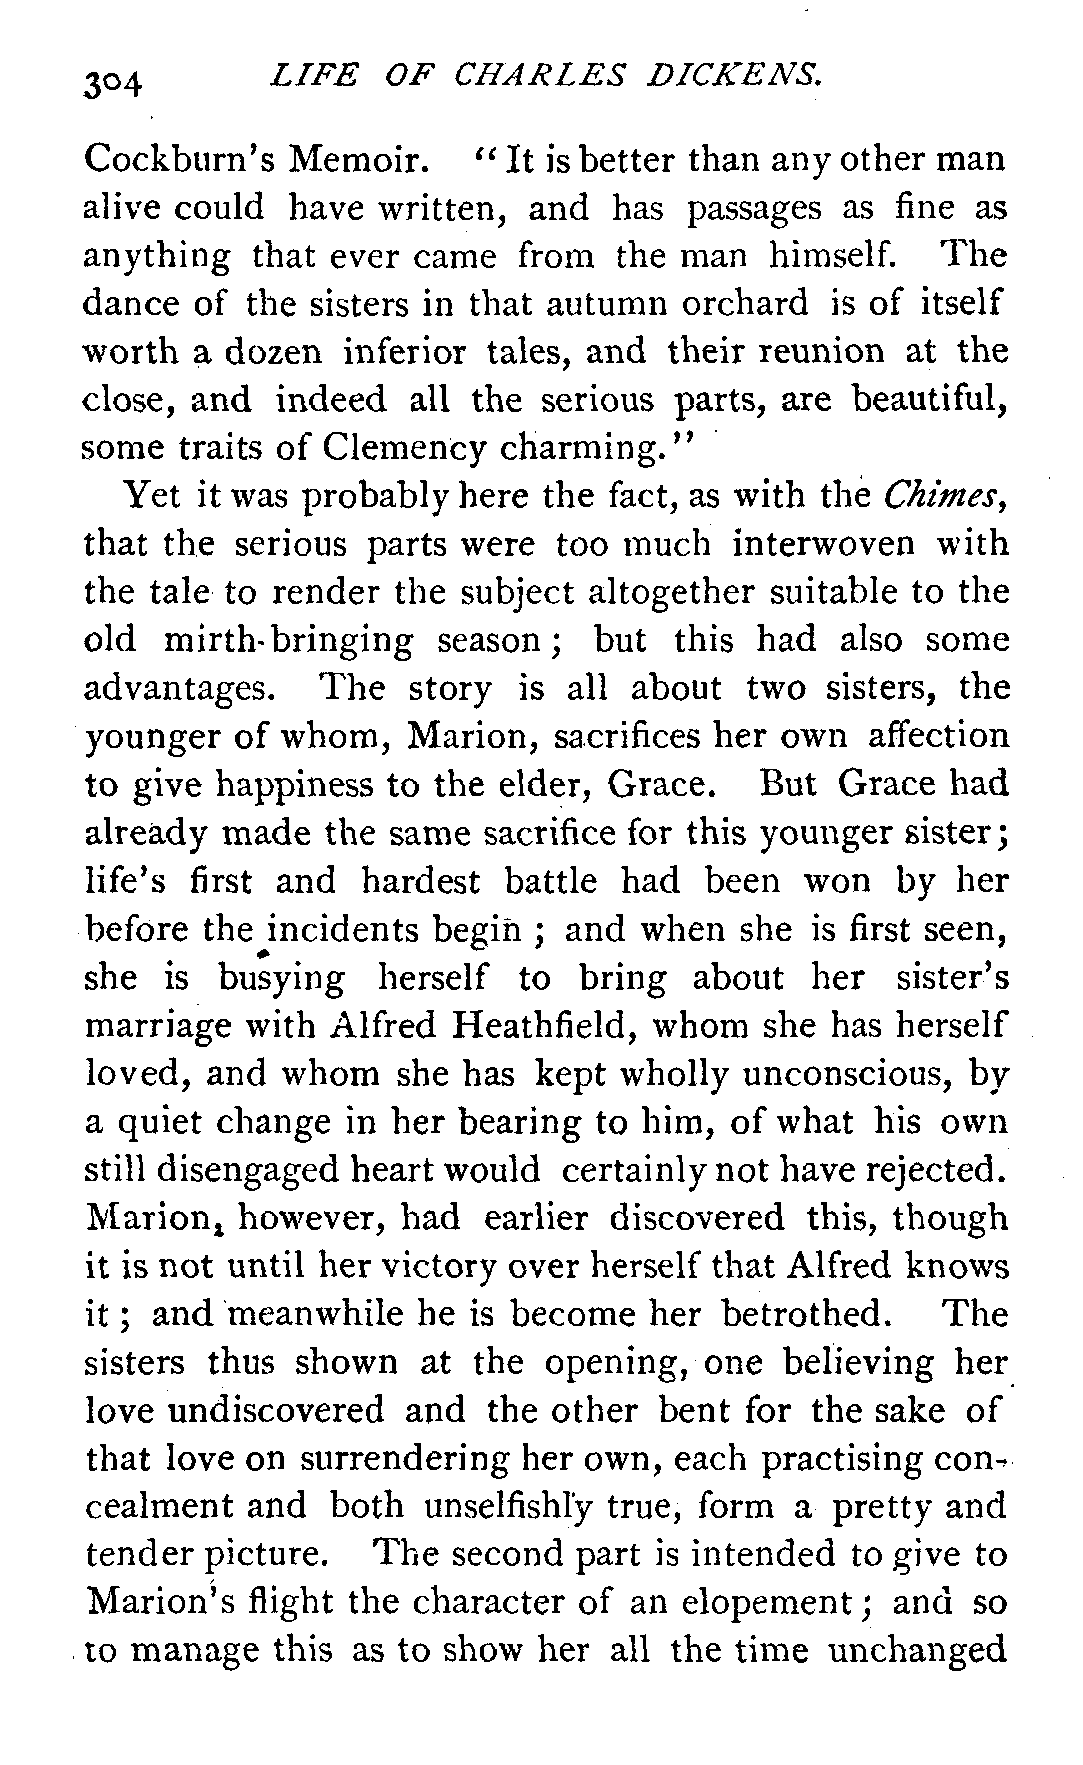 304 LIFE OF CHARLES DICKENS.
Cockburn's Memoir. "It is better than any other man
alive could have written, and has passages as fine as
anything that ever came from the man himself. The
dance of the sisters in that autumn orchard is of itself
worth a dozen inferior tales, and their reunion at the
close, and indeed all the serious parts, are beautiful,
some traits of Clemency charming."
Yet it was probably here the fact, as with the Chimes,
that the serious parts were too much interwoven with
the tale to render the subject altogether suitable to the
old mirth-bringing season; but this had also some
advantages. The story is all about two sisters, the
younger of whom, Marion, sacrifices her own affection
to give happiness to the elder, Grace. But Grace had
already made the same sacrifice for this younger sister;
life's first and hardest battle had been won by her
before the incidents begin; and when she is first seen,
she is busying herself to bring about her sister's
marriage with Alfred Heathfield, whom she has herself
loved, and whom she has kept wholly unconscious, by
a quiet change in her bearing to him, of what his own
still disengaged heart would certainly not have rejected.
Marion, however, had earlier discovered this, though
it is not until her victory over herself that Alfred knows
it; and meanwhile he is become her betrothed. The
sisters thus shown at the opening, one believing her
love undiscovered and the other bent for the sake of
that love on surrendering her own, each practising con-
cealment and both unselfishly true, form a pretty and
tender picture. The second part is intended to give to
Marion's flight the character of an elopement; and so
to manage this as to show her all the time unchanged